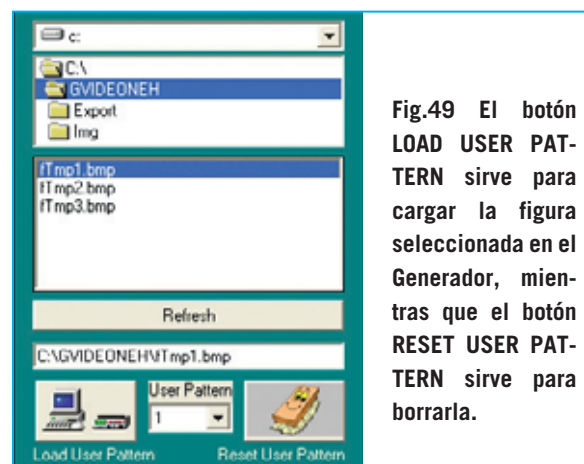 c:
C:\
GVIDEONEH
Export
Img
fTmp1.bmp
fTmp2.bmp
fTmp3.bmp
Refresh
C:\GVIDEONEH\fTmp1.bmp
User Pattern
1
Load User Pattern
Reset User Pattern
Fig.49 El botón
LOAD USER PAT-
TERN sirve para
cargar la figura
seleccionada en el
Generador, mien-
tras que el botón
RESET USER PAT-
TERN sirve para
borrarla.